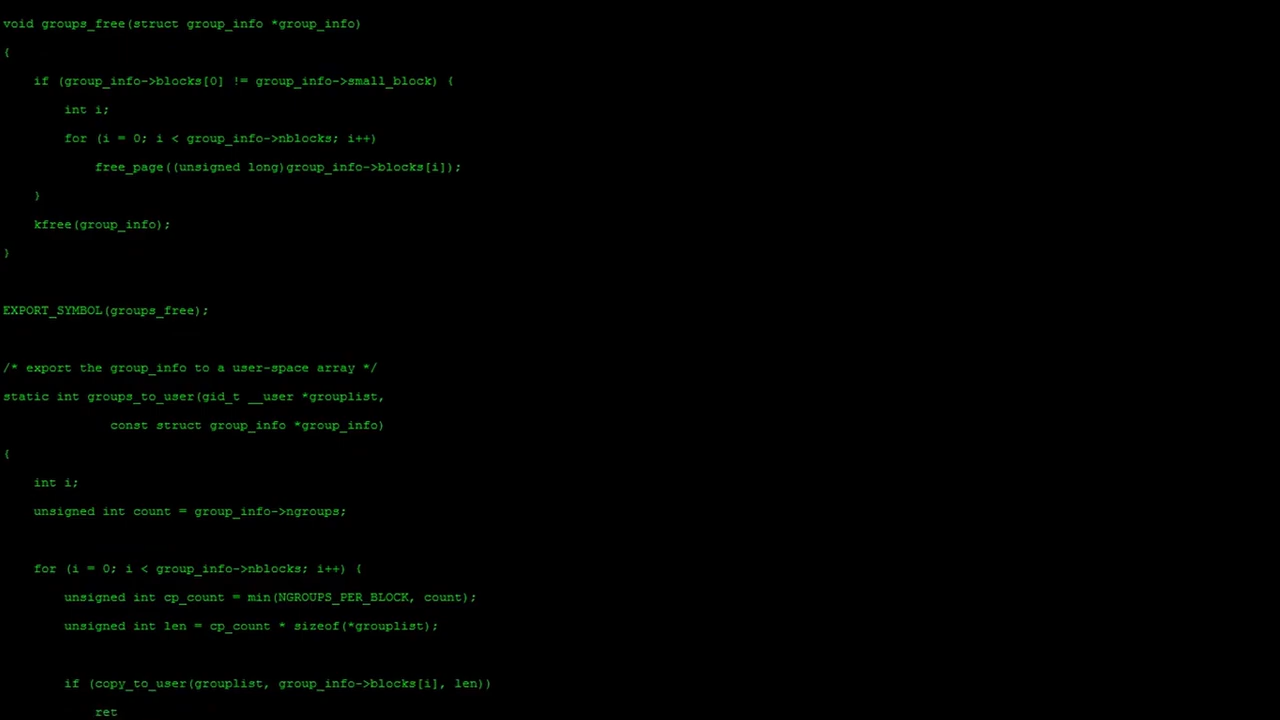 void groups_free(struct group_info *group_info)
{
    if (group_info->blocks[0] != group_info->small_block) {
        int i;
        for (i = 0; i < group_info->nblocks; i++)
            free_page((unsigned long)group_info->blocks[i]);
    }
    kfree(group_info);
}
EXPORT_SYMBOL(groups_free);
/* export the group_info to a user-space array */
static int groups_to_user(gid_t __user *grouplist,
              const struct group_info *group_info)
{
    int i;
    unsigned int count = group_info->ngroups;
    for (i = 0; i < group_info->nblocks; i++) {
        unsigned int cp_count = min(NGROUPS_PER_BLOCK, count);
        unsigned int len = cp_count * sizeof(*grouplist);
        if (copy_to_user(grouplist, group_info->blocks[i], len))
            ret